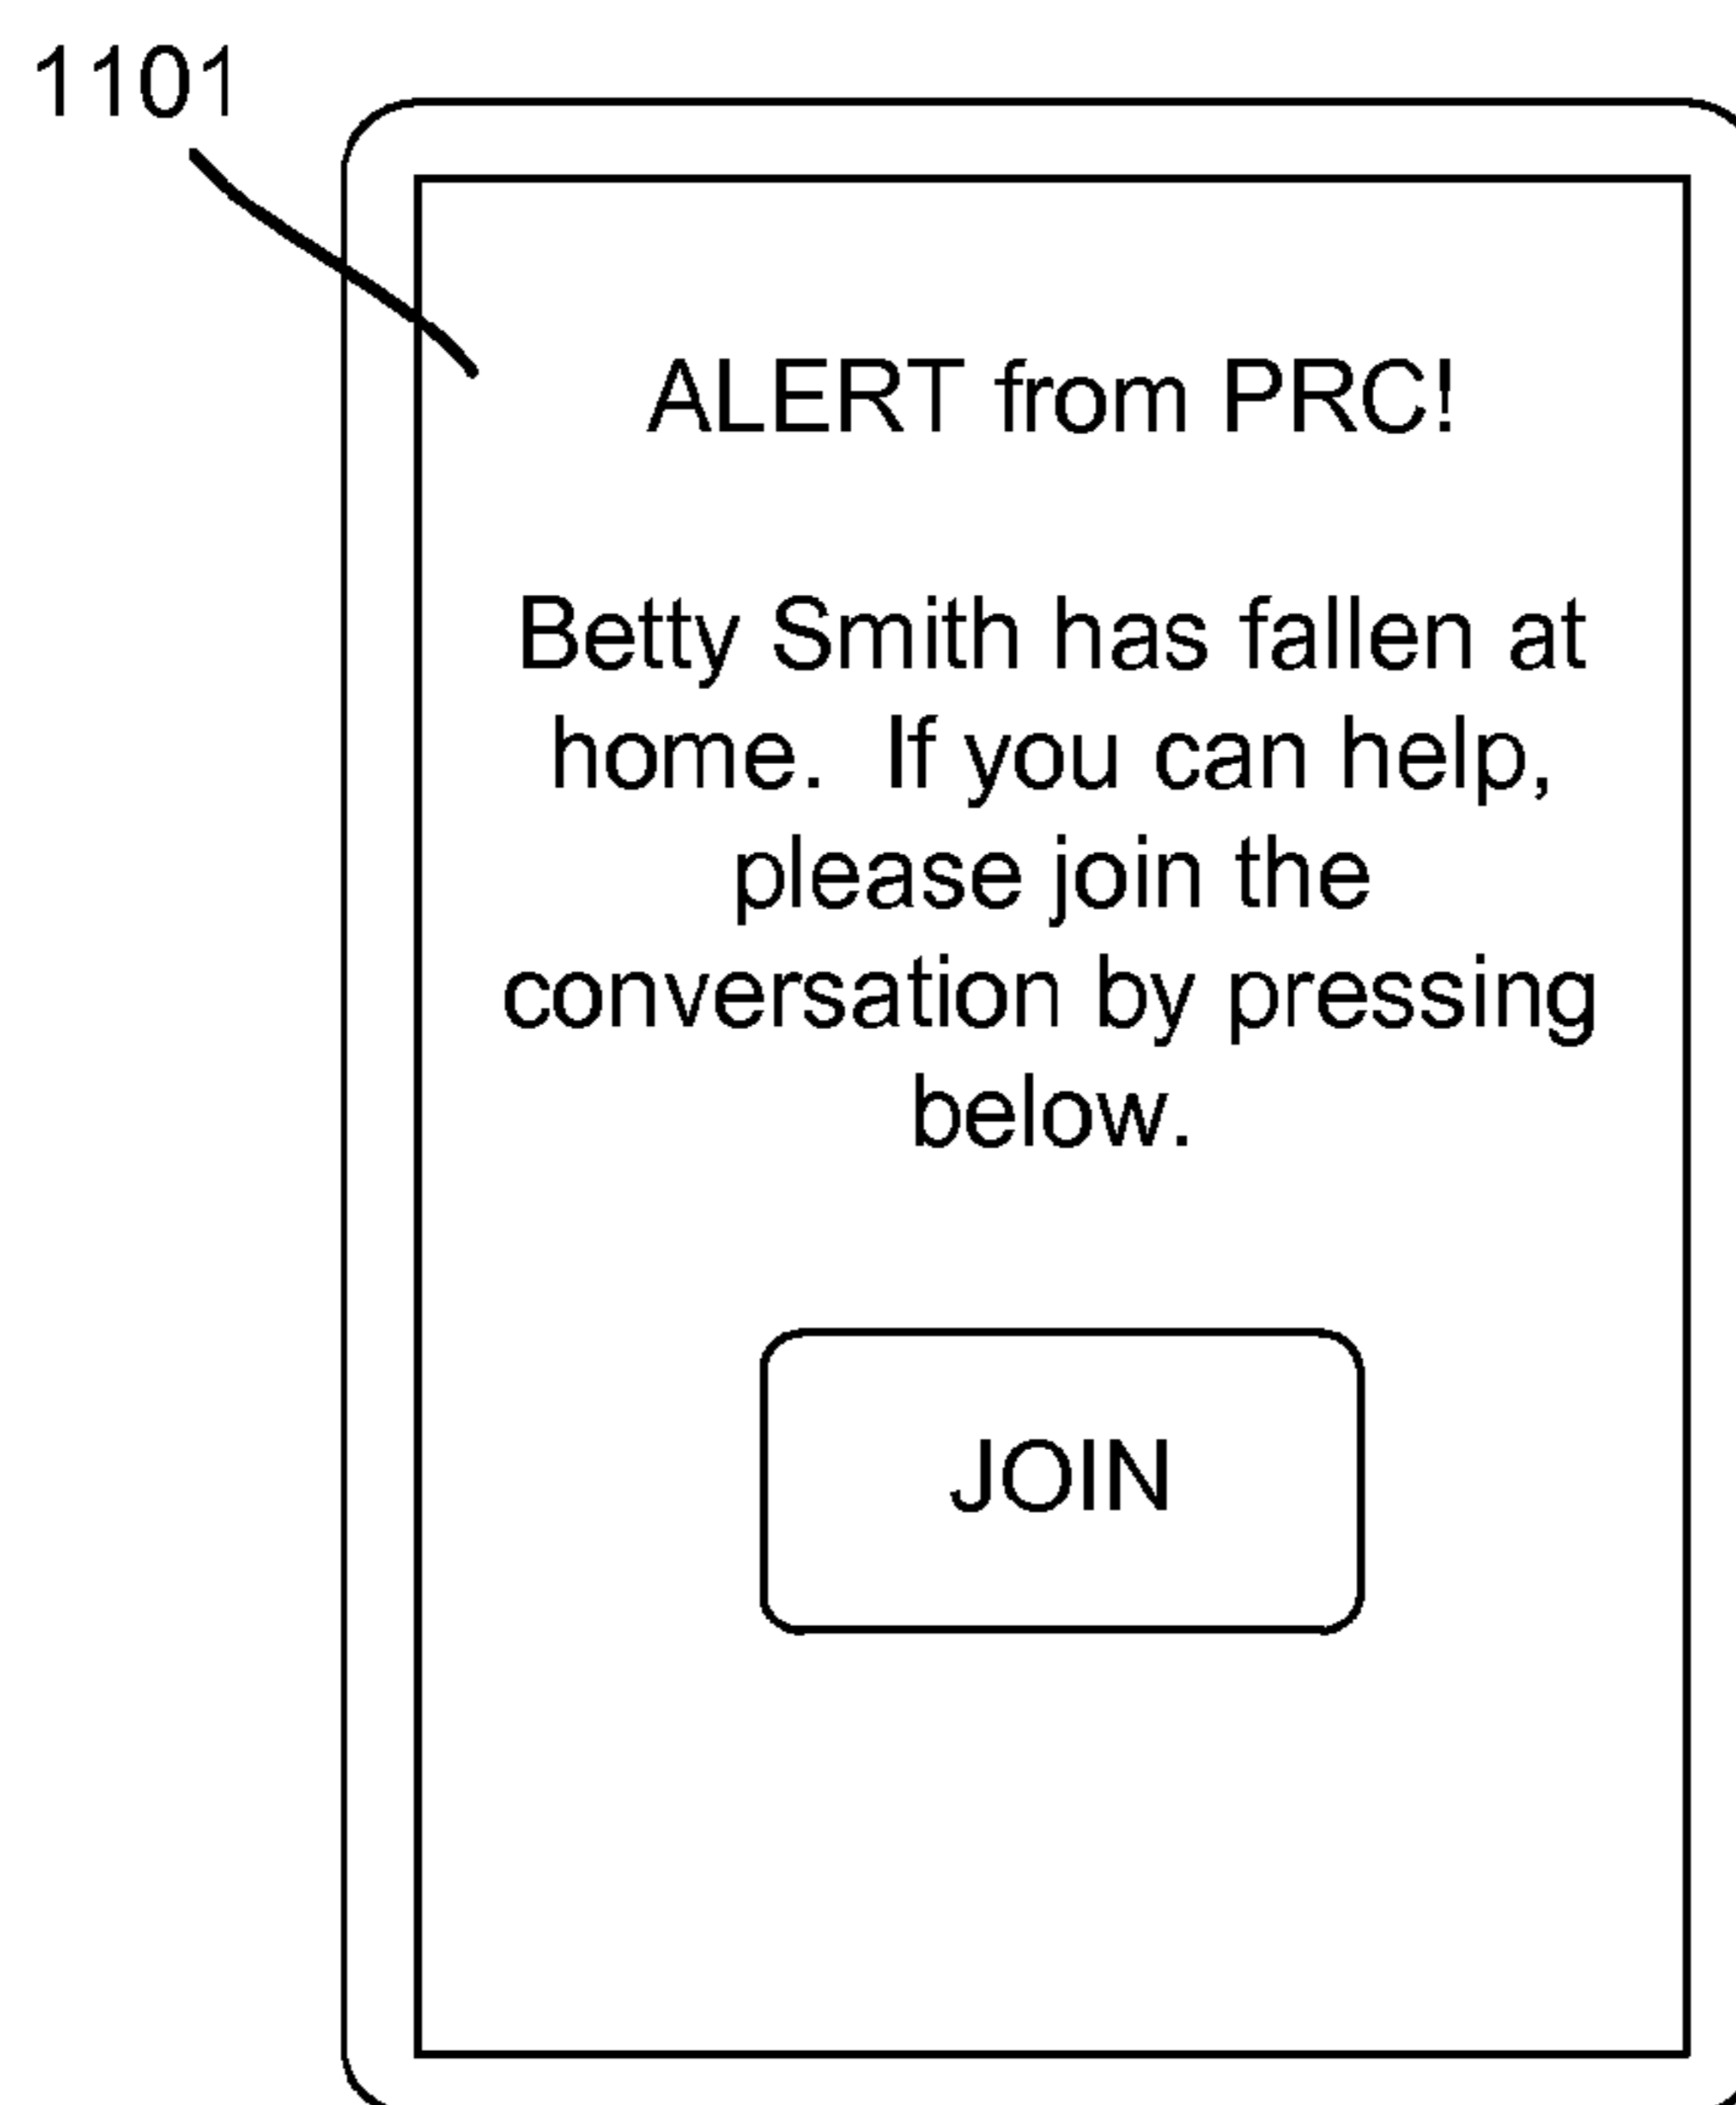 1101
ALERT from PRC!
Betty Smith has fallen at
home.  If you can help,
please join the
conversation by pressing
below.
JOIN